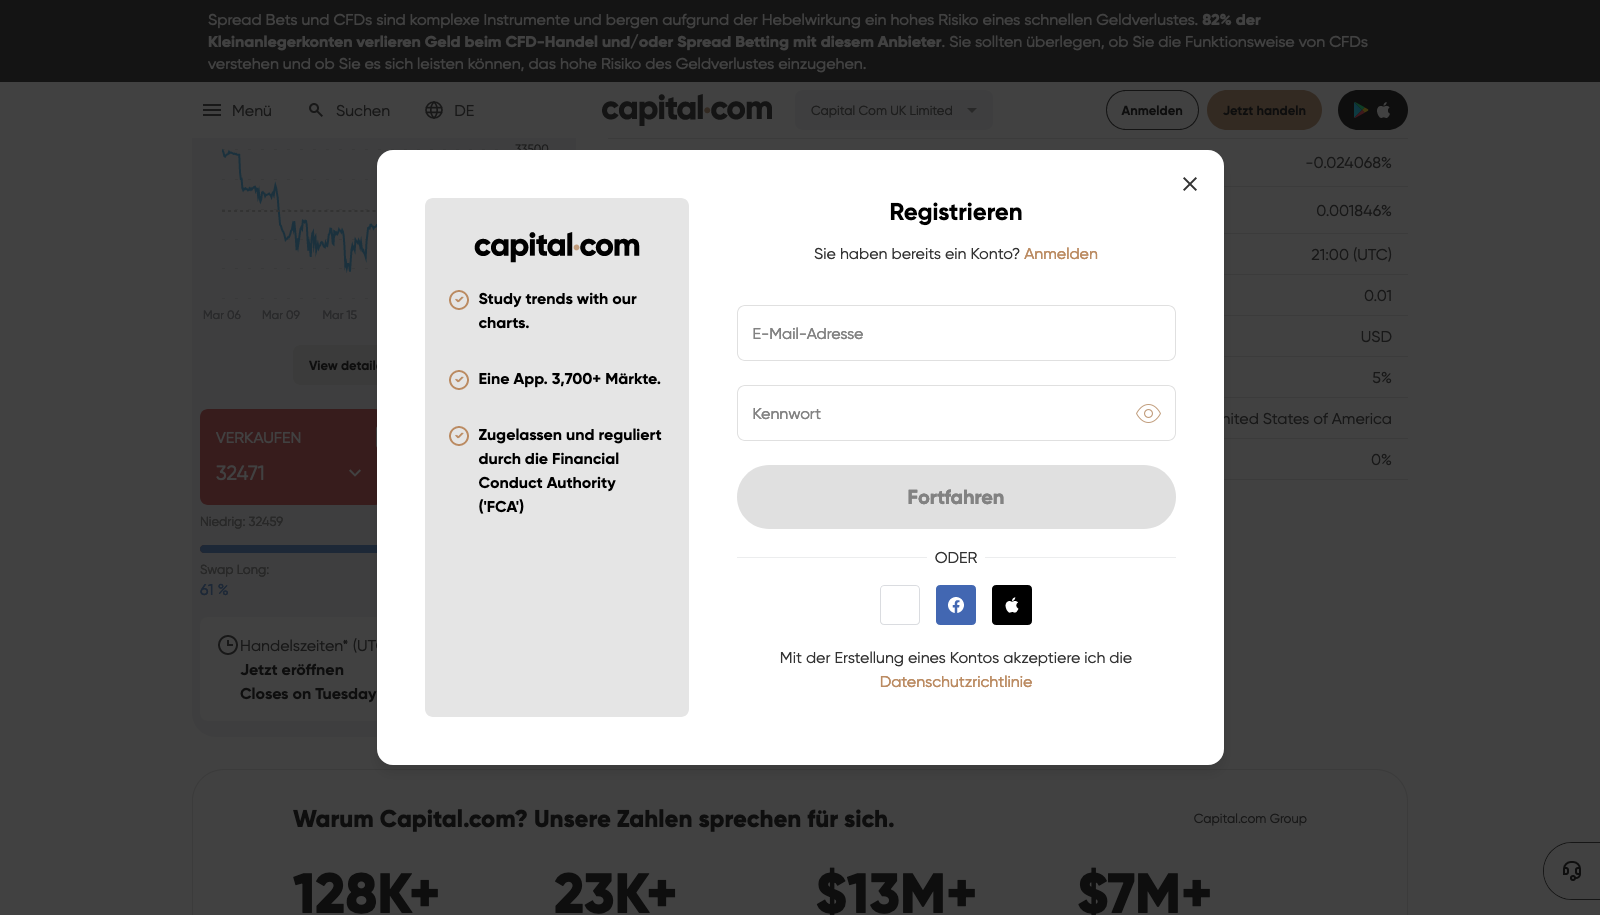 Spread Bets und CFDs sind komplexe Instrumente und bergen aufgrund der Hebelwirkung ein hohes Risiko eines schnellen Geldverlustes. 82% der
Kleinanlegerkonten verlieren Geld beim CFD-Handel und/oder Spread Betting mit diesem Anbieter. Sie sollten überlegen, ob Sie die Funktionsweise von CFDs
verstehen und ob Sie es sich leisten können, das hohe Risiko des Geldverlustes einzugehen.
Menü Suchen DE capital.com Capital Com UK Limited Anmelden Jetzt handeln
33500
-0.024068%
0.001846%
21:00 (UTC)
0.01
USD
5%
nited States of America
0%
Mar 06 Mar 09 Mar 15
View detail
VERKAUFEN
32471
Niedrig: 32459
Swap Long:
61 %
Handelszeiten* (UT
Jetzt eröffnen
Closes on Tuesday
capital.com
Study trends with our
charts.
Eine App. 3,700+ Märkte.
Zugelassen und reguliert
durch die Financial
Conduct Authority
('FCA')
Registrieren
Sie haben bereits ein Konto? Anmelden
E-Mail-Adresse
Kennwort
Fortfahren
ODER
Mit der Erstellung eines Kontos akzeptiere ich die
Datenschutzrichtlinie
Warum Capital.com? Unsere Zahlen sprechen für sich.
Capital.com Group
128K+ 23K+ $13M+ $7M+